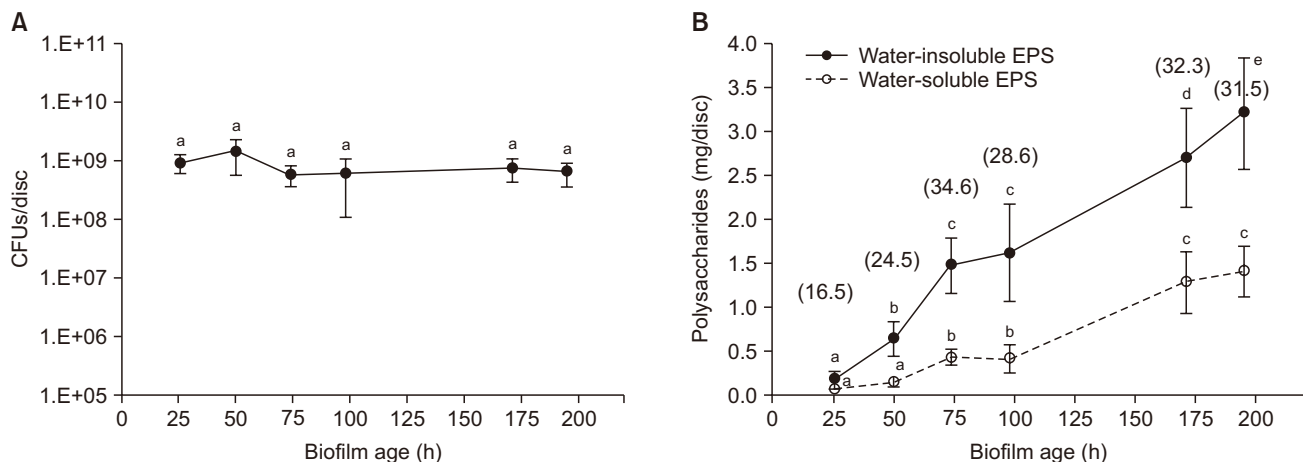 A
CFUs/disc
1.E+11
1.E+10
1.E+09
1.E+08
1.E+07
1.E+06
1.E+05
a
a
a
a
a
a
0 25 50 75 100 125 150 175 200
Biofilm age (h)
B
Polysaccharides (mg/disc)
4.0
3.5
3.0
2.5
2.0
1.5
1.0
0.5
0.0
Water-insoluble EPS
Water-soluble EPS
(16.5)
(24.5)
(34.6)
(28.6)
(32.3)
(31.5)
a
b
c
c
d
e
a
a
b
b
c
c
0 25 50 75 100 125 150 175 200
Biofilm age (h)